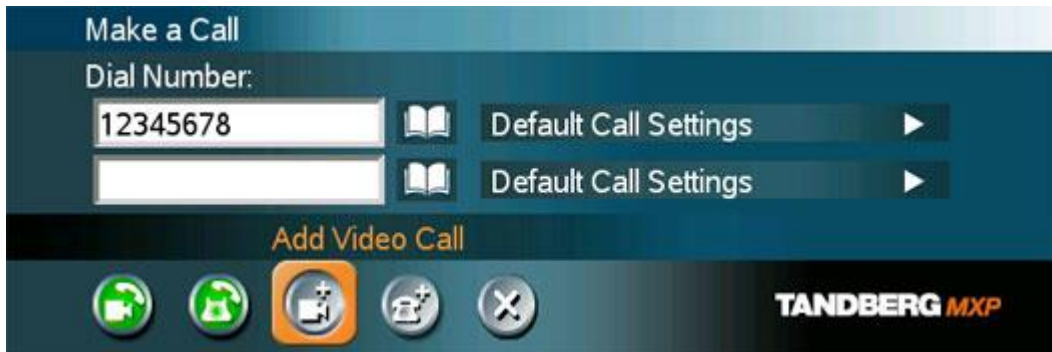 Make a Call
Dial Number:
12345678 Default Call Settings
Default Call Settings
Add Video Call
TANDBERG MXP